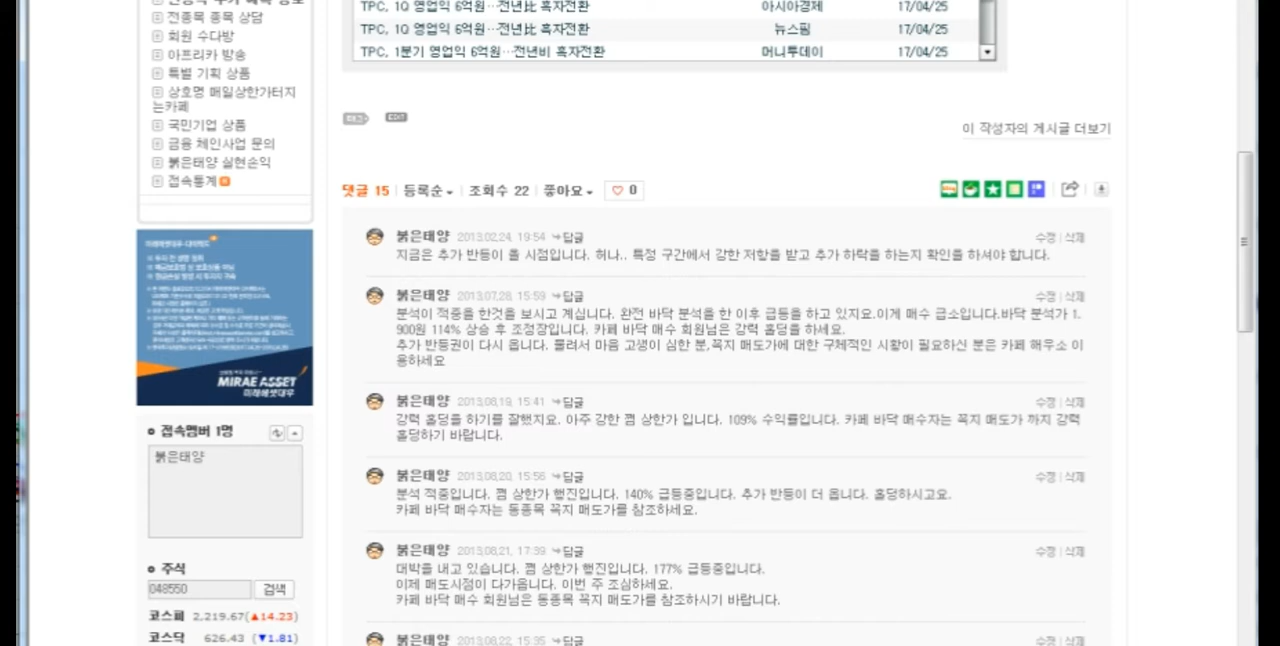 전종목 종목 상담
회원 수다방
아프리카 방송
특별 기획 상품
상호명 매일상한가터지
는카페
국민기업 상품
금융 체인사업 문의
붉은태양 실현손익
접속통계
MIRAE ASSET
미래에셋대우
접속멤버 1명
붉은태양
주식
048550
검색
코스피 2,219.67(▲14.23)
코스닥 626.43 (▼1.81)
TPC, 1Q 영업익 6억원…전년比 흑자전환 아시아경제 17/04/25
TPC, 1Q 영업익 6억원…전년比 흑자전환 뉴스핌 17/04/25
TPC, 1분기 영업익 6억원…전년비 흑자전환 머니투데이 17/04/25
태그 EDIT
이 작성자의 게시글 더보기
댓글 15 등록순 조회수 22 좋아요 0
붉은태양 2013.02.24. 19:54 답글 수정 | 삭제
지금은 추가 반등이 올 시점입니다. 허나.. 특정 구간에서 강한 저항을 받고 추가 하락을 하는지 확인을 하셔야 합니다.
붉은태양 2013.07.28. 15:59 답글 수정 | 삭제
분석이 적중을 한것을 보시고 계십니다. 완전 바닥 분석을 한 이후 급등을 하고 있지요.이게 매수 급소입니다.바닥 분석가 1.
900원 114% 상승 후 조정장입니다. 카페 바닥 매수 회원님은 강력 홀딩을 하세요.
추가 반등권이 다시 옵니다. 물려서 마음 고생이 심한 분,꼭지 매도가에 대한 구체적인 시황이 필요하신 분은 카페 해우소 이
용하세요
붉은태양 2013.08.19. 15:41 답글 수정 | 삭제
강력 홀딩을 하기를 잘했지요. 아주 강한 쩜 상한가 입니다. 109% 수익률입니다. 카페 바닥 매수자는 꼭지 매도가 까지 강력
홀딩하기 바랍니다.
붉은태양 2013.08.20. 15:56 답글 수정 | 삭제
분석 적중입니다. 쩜 상한가 행진입니다. 140% 급등중입니다. 추가 반등이 더 옵니다. 홀딩하시고요.
카페 바닥 매수자는 동종목 꼭지 매도가를 참조하세요.
붉은태양 2013.08.21. 17:39 답글 수정 | 삭제
대박을 내고 있습니다. 쩜 상한가 행진입니다. 177% 급등중입니다.
이제 매도시점이 다가옵니다. 이번 주 조심하세요.
카페 바닥 매수 회원님은 동종목 꼭지 매도가를 참조하시기 바랍니다.
붉은태양 2013.08.22. 15:35 답글 수정 | 삭제